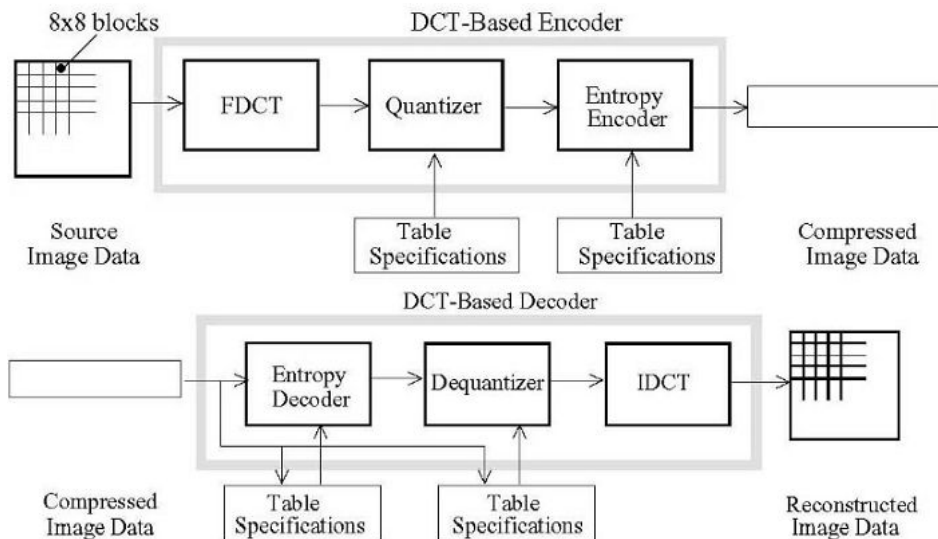 8x8 blocks
DCT-Based Encoder
FDCT
Quantizer
Entropy
Encoder
Table
Specifications
Table
Specifications
Source
Image Data
Compressed
Image Data
DCT-Based Decoder
Entropy
Decoder
Dequantizer
IDCT
Table
Specifications
Table
Specifications
Compressed
Image Data
Reconstructed
Image Data